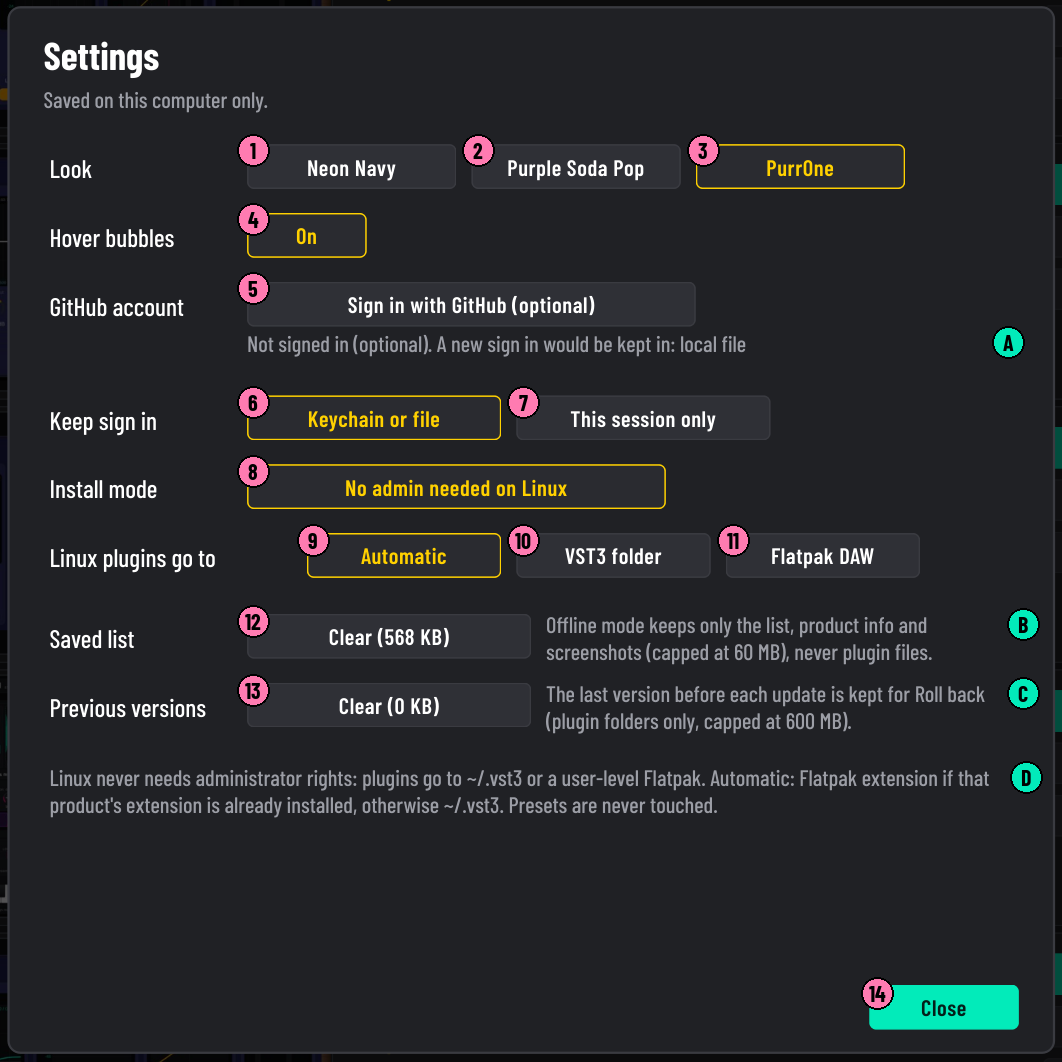 Settings
Saved on this computer only.
Look
1 Neon Navy
2 Purple Soda Pop
3 PurrOne
Hover bubbles
4 On
GitHub account
5 Sign in with GitHub (optional)
Not signed in (optional). A new sign in would be kept in: local file
A
Keep sign in
6 Keychain or file
7 This session only
Install mode
8 No admin needed on Linux
Linux plugins go to
9 Automatic
10 VST3 folder
11 Flatpak DAW
Saved list
12 Clear (568 KB)
Offline mode keeps only the list, product info and
screenshots (capped at 60 MB), never plugin files.
B
Previous versions
13 Clear (0 KB)
The last version before each update is kept for Roll back
(plugin folders only, capped at 600 MB).
C
Linux never needs administrator rights: plugins go to ~/.vst3 or a user-level Flatpak. Automatic: Flatpak extension if that
product's extension is already installed, otherwise ~/.vst3. Presets are never touched.
D
14 Close